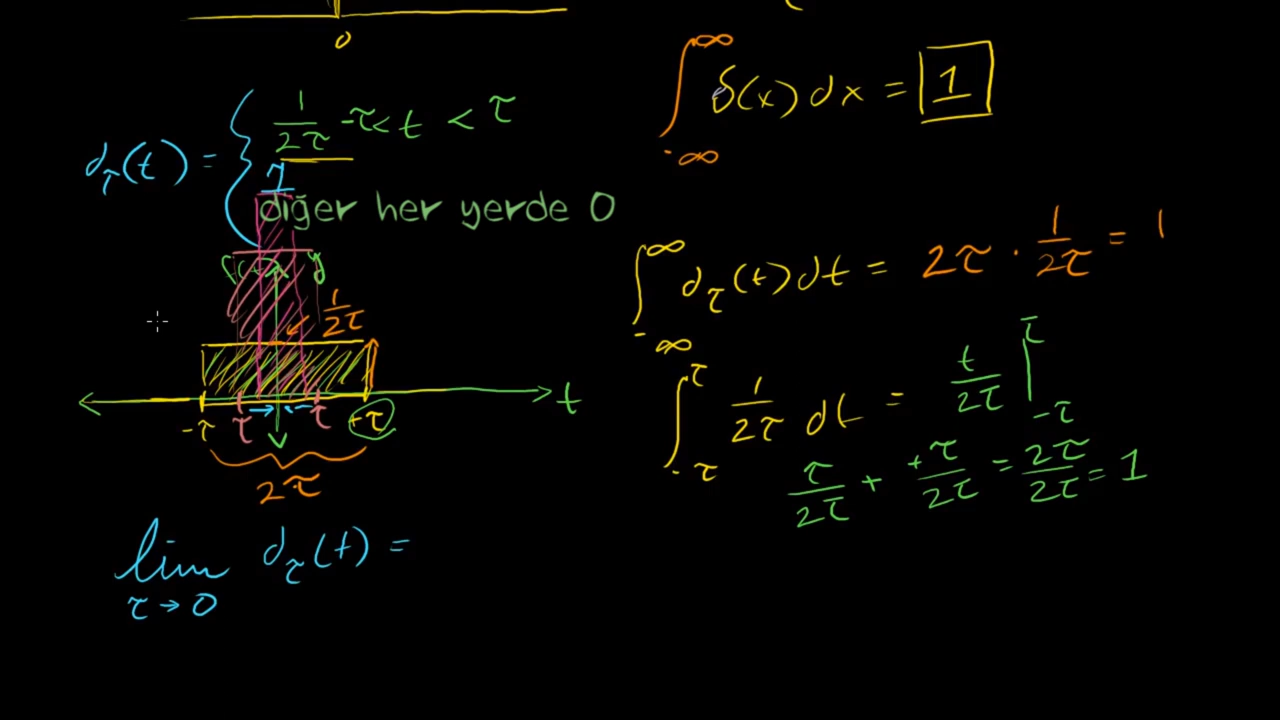 0
∫_{-∞}^{∞} δ(x) dx = 1
d_τ(t) = { 1/2τ  -τ < t < τ
diğer her yerde 0
∫_{-∞}^{∞} d_τ(t) dt = 2τ · 1/2τ = 1
1/2τ
∫_{-τ}^{τ} 1/2τ dt = t/2τ |_{-τ}^{τ}
t
-τ τ τ +τ
τ/2τ + +τ/2τ = 2τ/2τ = 1
2τ
lim_{τ→0} d_τ(t) =